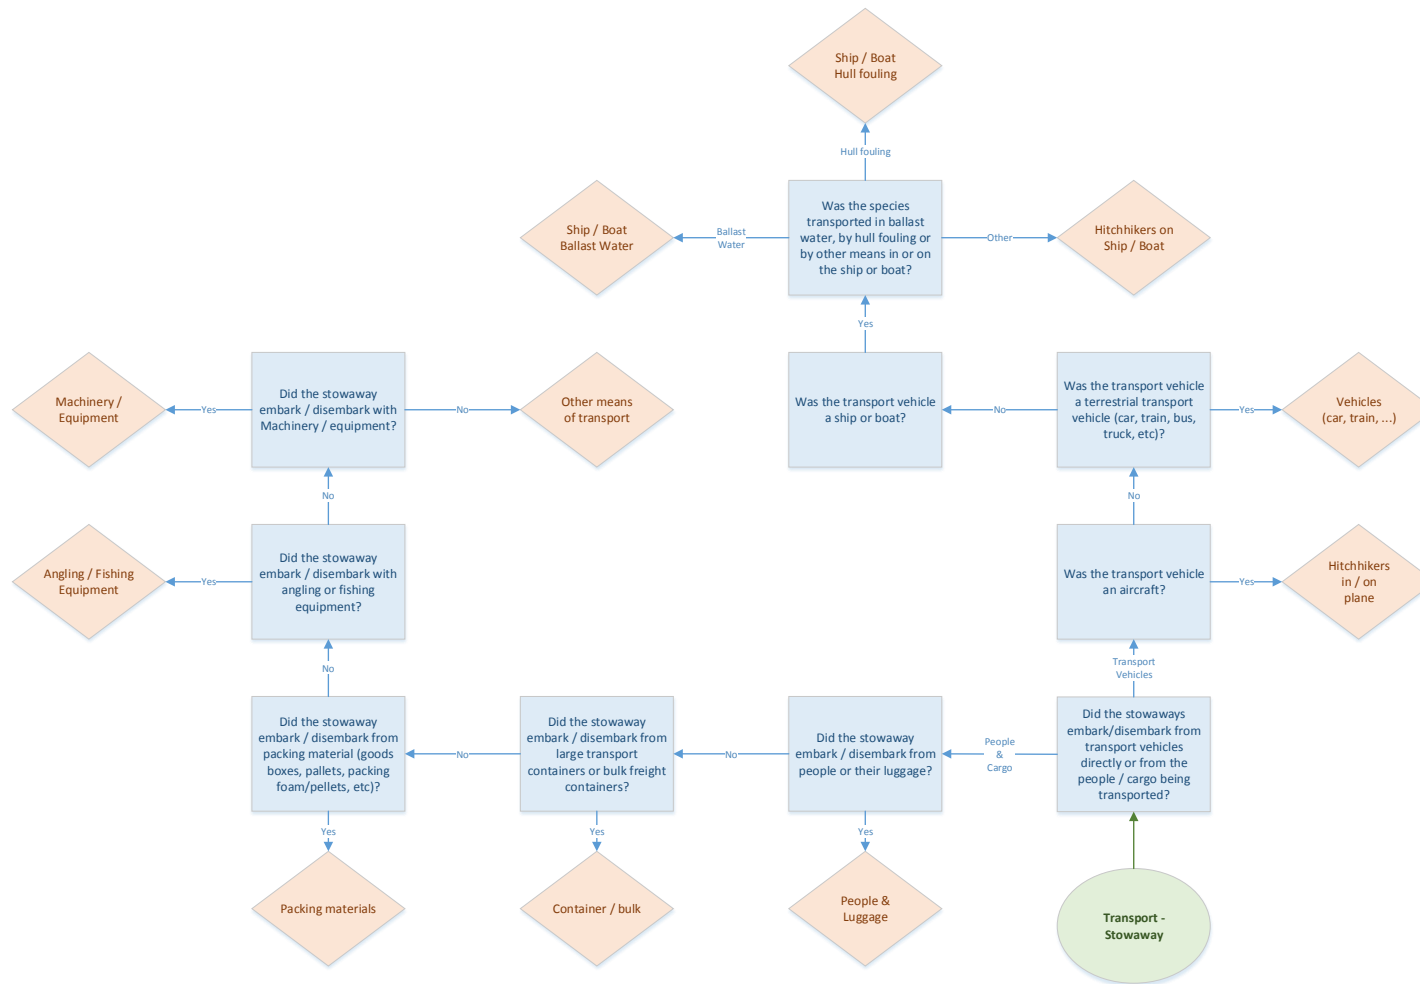 Ship / Boat
Hull fouling
Hull fouling
Ship / Boat
Ballast Water
Ballast
Water
Was the species
transported in ballast
water, by hull fouling or
by other means in or on
the ship or boat?
Other
Hitchhikers on
Ship / Boat
Yes
Machinery /
Equipment
Yes
Did the stowaway
embark / disembark with
Machinery / equipment?
No
Other means
of transport
Was the transport vehicle
a ship or boat?
No
Was the transport vehicle
a terrestrial transport
vehicle (car, train, bus,
truck, etc)?
Yes
Vehicles
(car, train, ...)
No
No
Angling / Fishing
Equipment
Yes
Did the stowaway
embark / disembark with
angling or fishing
equipment?
Was the transport vehicle
an aircraft?
Yes
Hitchhikers
in / on
plane
No
Transport
Vehicles
Did the stowaway
embark / disembark from
packing material (goods
boxes, pallets, packing
foam/pellets, etc)?
No
Did the stowaway
embark / disembark from
large transport
containers or bulk freight
containers?
No
Did the stowaway
embark / disembark from
people or their luggage?
People
&
Cargo
Did the stowaways
embark/disembark from
transport vehicles
directly or from the
people / cargo being
transported?
Yes
Yes
Yes
Packing materials
Container / bulk
People &
Luggage
Transport -
Stowaway